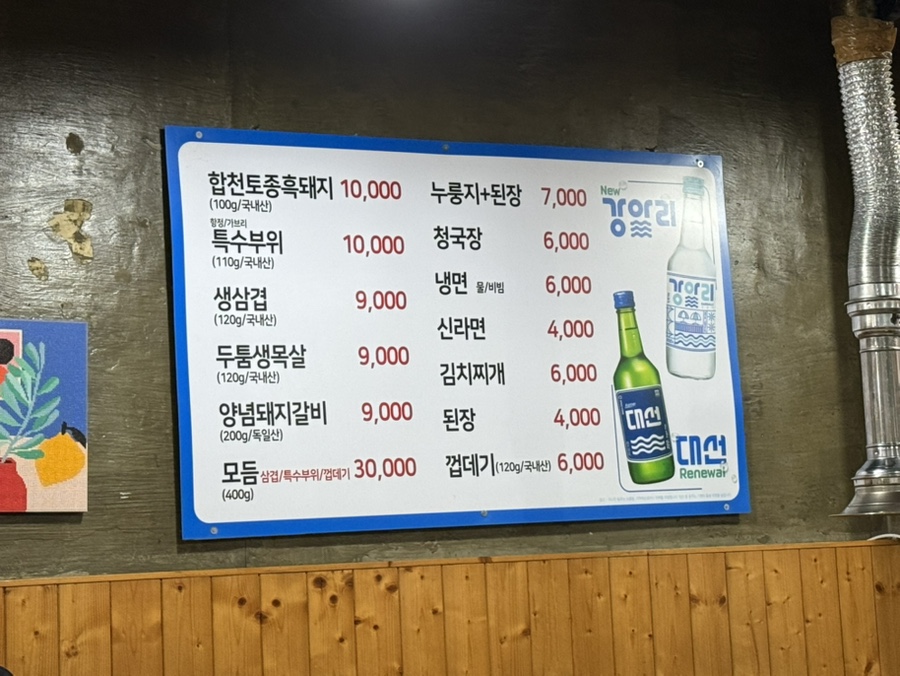 합천토종흑돼지 10,000
(100g/국내산)
항정/가브리
특수부위 10,000
(110g/국내산)
생삼겹 9,000
(120g/국내산)
두툼생목살 9,000
(120g/국내산)
양념돼지갈비 9,000
(200g/독일산)
모듬 삼겹/특수부위/껍데기 30,000
(400g)
누룽지+된장 7,000
청국장 6,000
냉면 물/비빔 6,000
신라면 4,000
김치찌개 6,000
된장 4,000
껍데기(120g/국내산) 6,000
New
강알리
강알리
대선
대선
Renewal